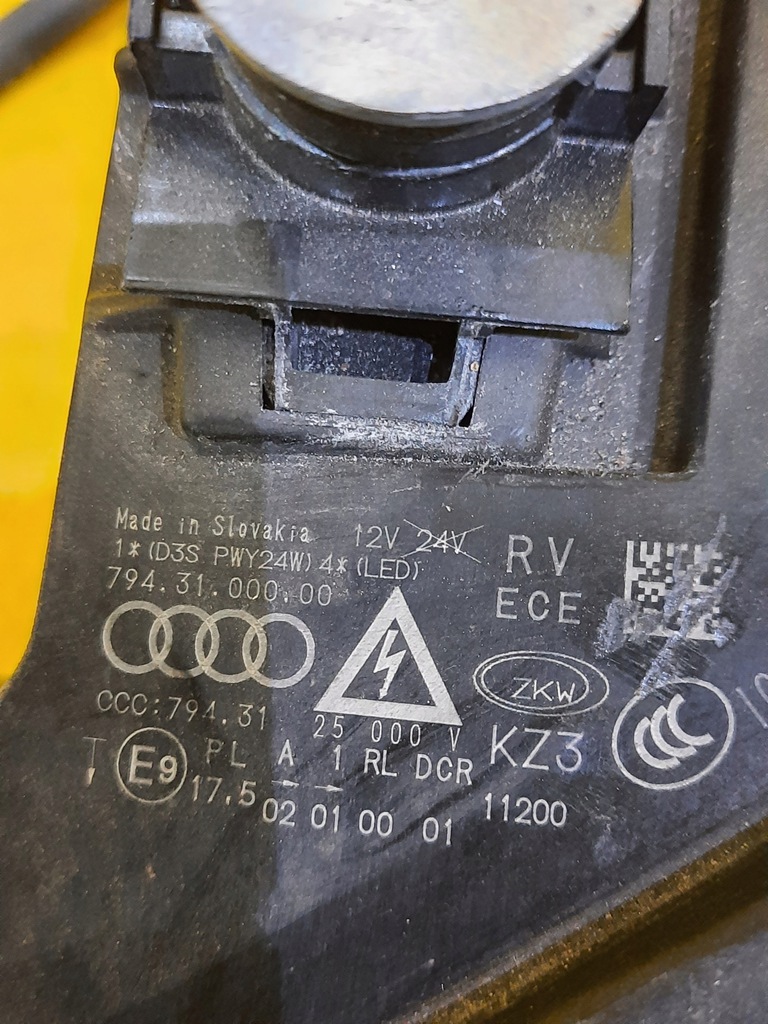 Made in Slovakia 12V 24V
1*(D3S PWY24W) 4*(LED)
794.31.000.00
RV
ECE
ZKW
CCC:794.31
25 000 V
KZ3
CCC
T E9 PL A 1 RL DCR
17.5
02 01 00 01 11200